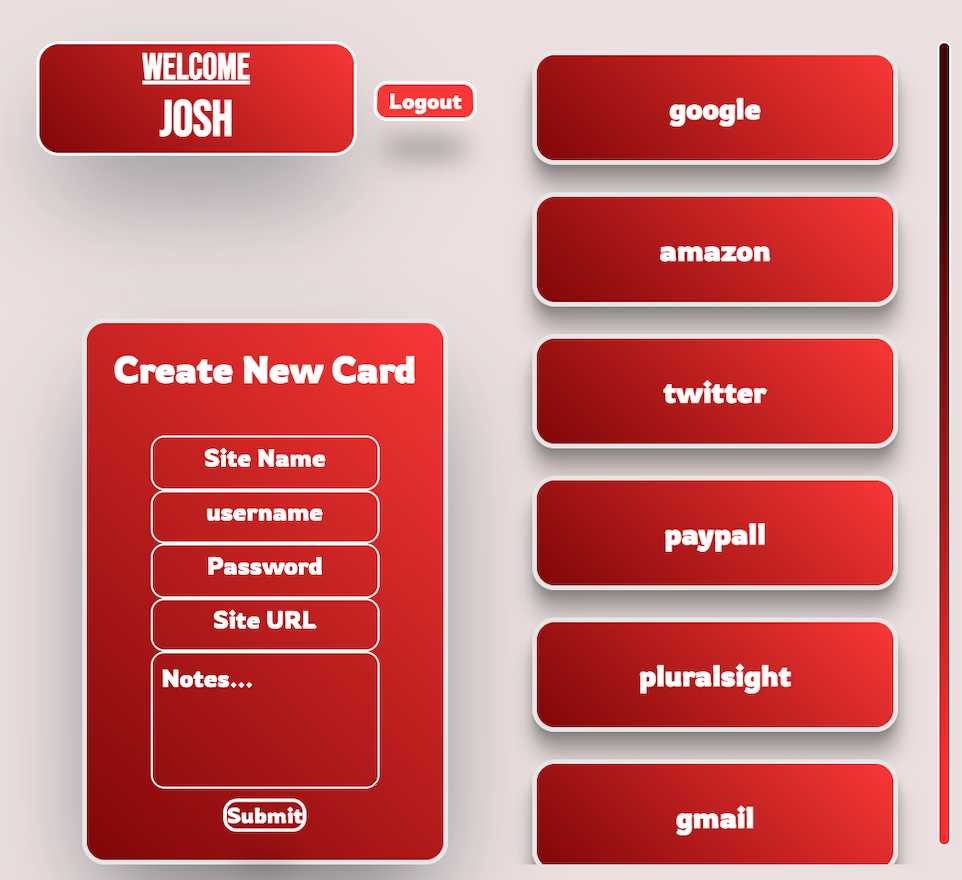 WELCOME
JOSH
Logout
Create New Card
Site Name
username
Password
Site URL
Notes...
Submit
google
amazon
twitter
paypall
pluralsight
gmail